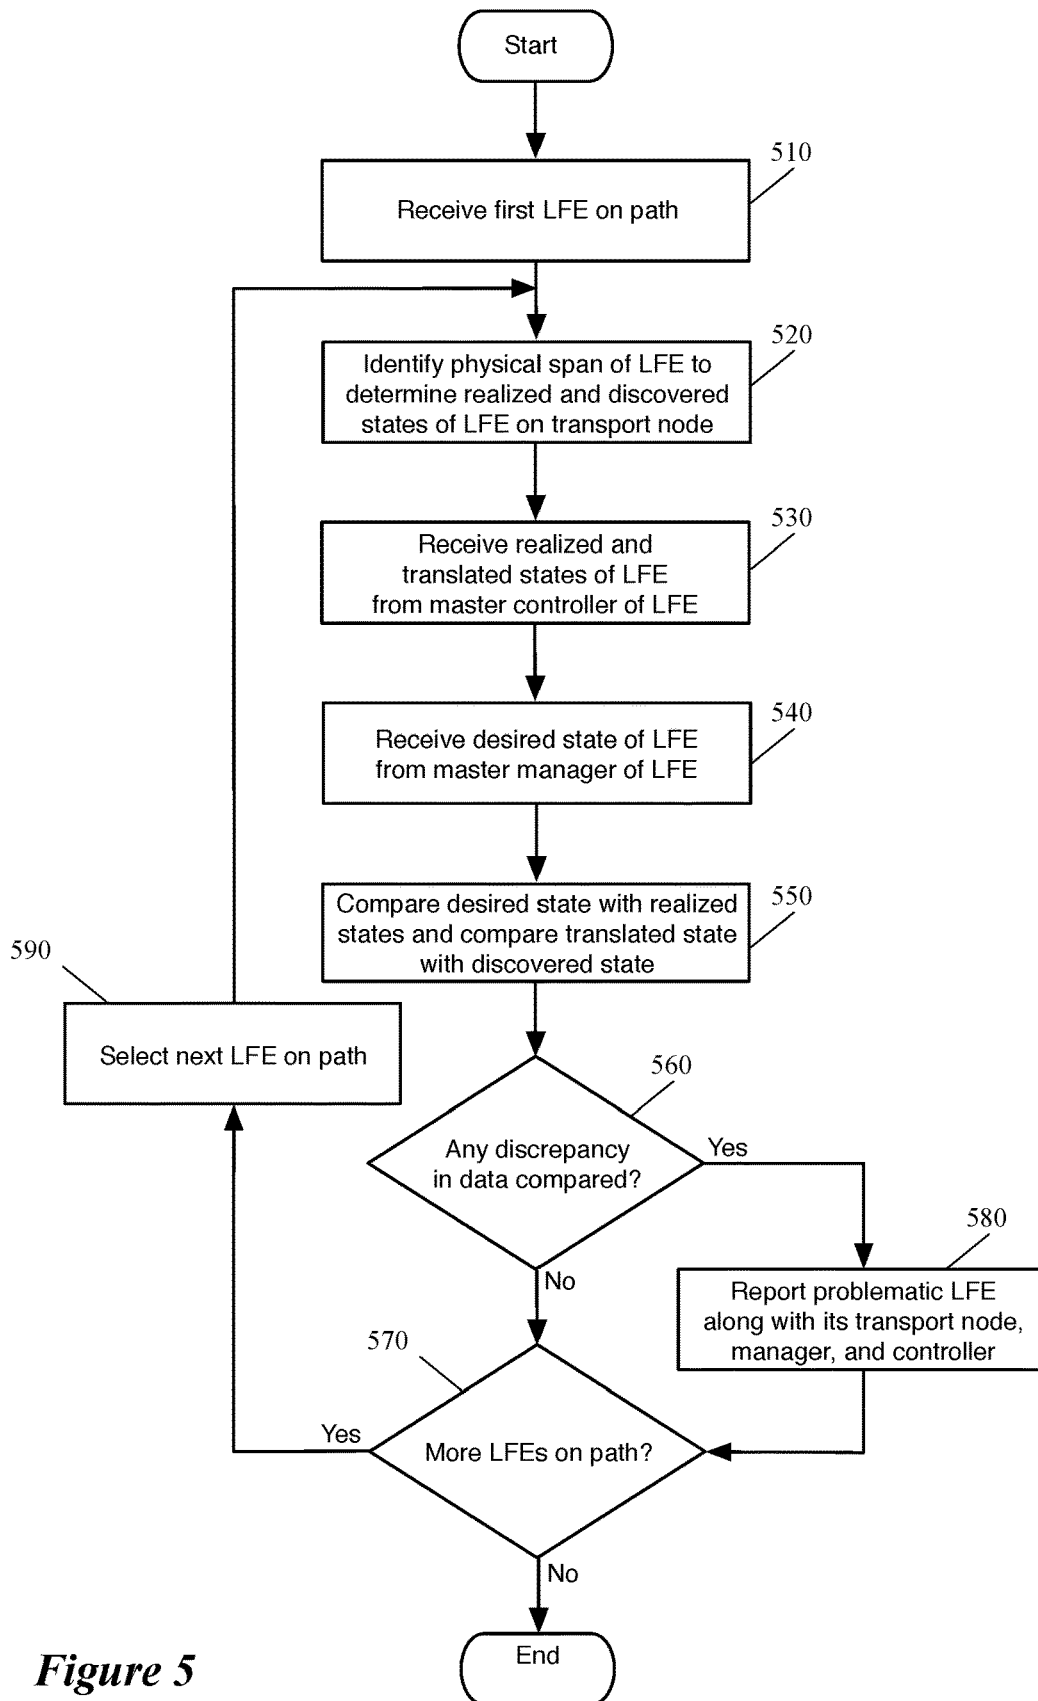 Start
510
Receive first LFE on path
520
Identify physical span of LFE to
determine realized and discovered
states of LFE on transport node
530
Receive realized and
translated states of LFE
from master controller of LFE
540
Receive desired state of LFE
from master manager of LFE
550
Compare desired state with realized
states and compare translated state
with discovered state
590
Select next LFE on path
560
Any discrepancy
in data compared?
Yes
No
580
Report problematic LFE
along with its transport node,
manager, and controller
570
More LFEs on path?
Yes
No
End
Figure 5